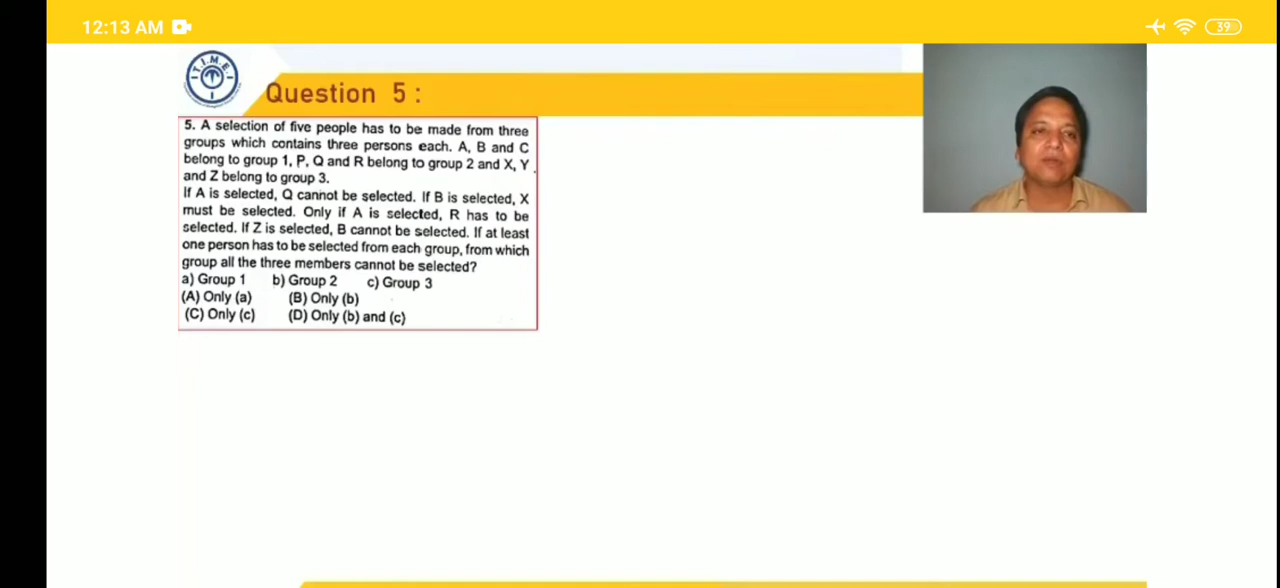 12:13 AM
39
T.I.M.E.
Question 5 :
5. A selection of five people has to be made from three
groups which contains three persons each. A, B and C
belong to group 1, P, Q and R belong to group 2 and X, Y
and Z belong to group 3.
If A is selected, Q cannot be selected. If B is selected, X
must be selected. Only if A is selected, R has to be
selected. If Z is selected, B cannot be selected. If at least
one person has to be selected from each group, from which
group all the three members cannot be selected?
a) Group 1 b) Group 2 c) Group 3
(A) Only (a) (B) Only (b)
(C) Only (c) (D) Only (b) and (c)